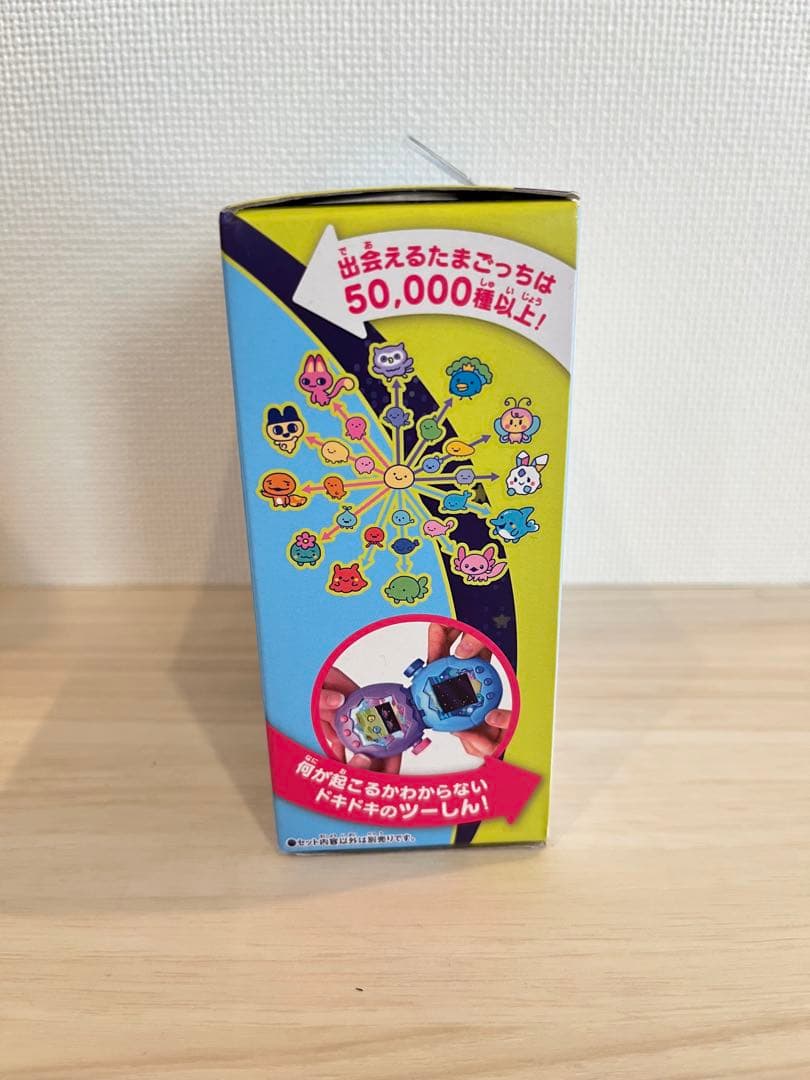 出会えるたまごっちは
50,000種以上!
何が起こるかわからない
ドキドキのツーしん!
●セット内容以外は別売りです。